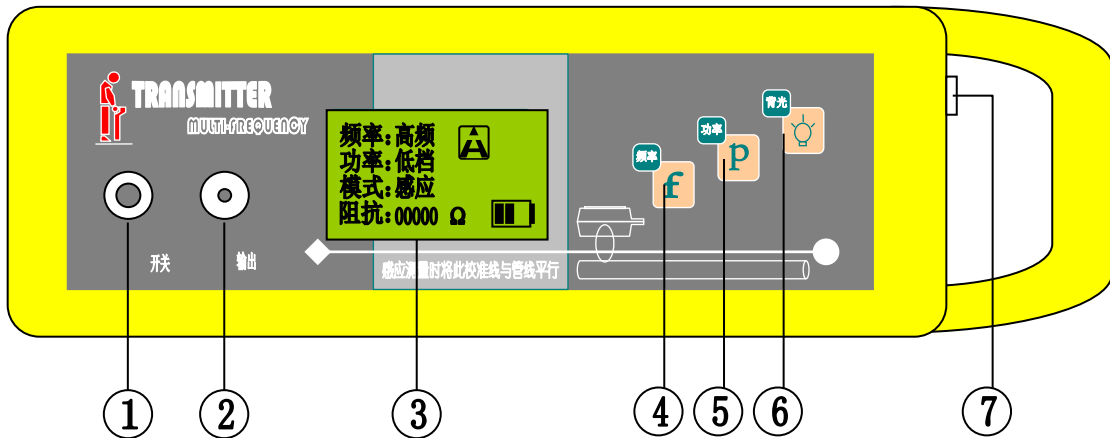 TRANSMITTER
MULTI-FREQUENCY
频率:高频
功率:低档
模式:感应
阻抗:00000 Ω
背光
功率
p
频率
f
开关
输出
感应测量时将此校准线与管线平行
① ② ③ ④ ⑤ ⑥ ⑦